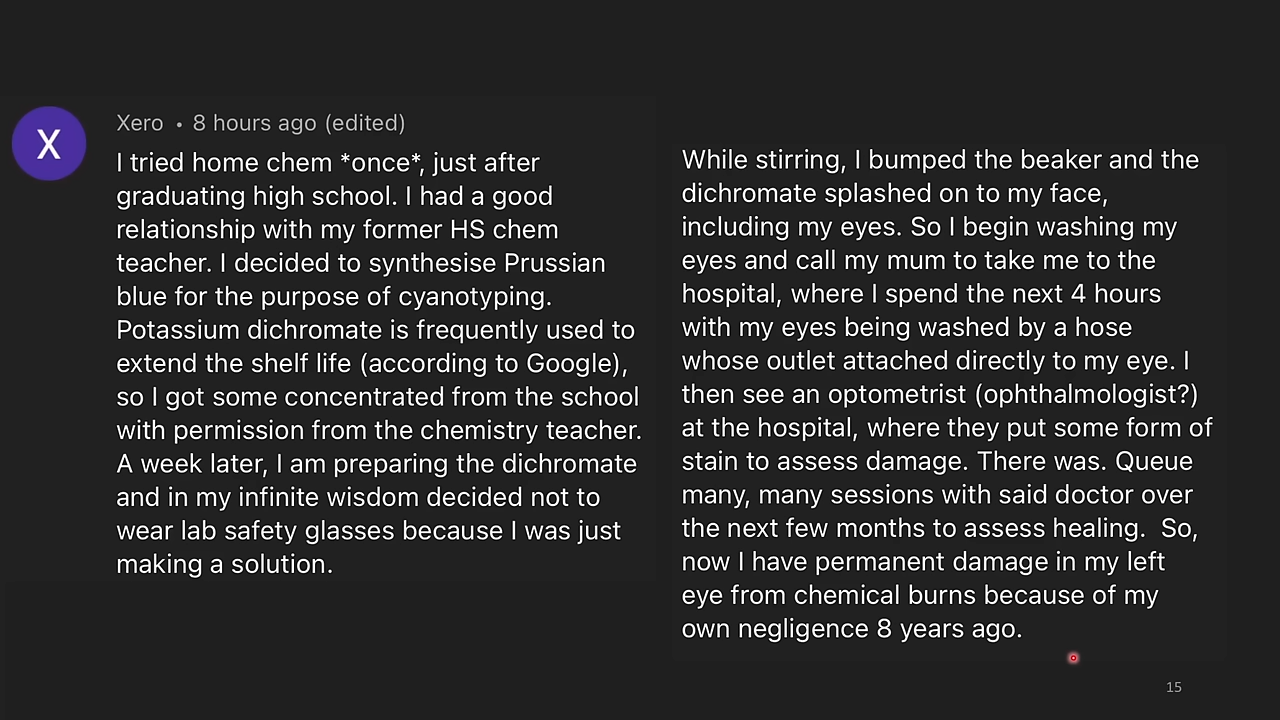 X
Xero • 8 hours ago (edited)
I tried home chem *once*, just after
graduating high school. I had a good
relationship with my former HS chem
teacher. I decided to synthesise Prussian
blue for the purpose of cyanotyping.
Potassium dichromate is frequently used to
extend the shelf life (according to Google),
so I got some concentrated from the school
with permission from the chemistry teacher.
A week later, I am preparing the dichromate
and in my infinite wisdom decided not to
wear lab safety glasses because I was just
making a solution.
While stirring, I bumped the beaker and the
dichromate splashed on to my face,
including my eyes. So I begin washing my
eyes and call my mum to take me to the
hospital, where I spend the next 4 hours
with my eyes being washed by a hose
whose outlet attached directly to my eye. I
then see an optometrist (ophthalmologist?)
at the hospital, where they put some form of
stain to assess damage. There was. Queue
many, many sessions with said doctor over
the next few months to assess healing.  So,
now I have permanent damage in my left
eye from chemical burns because of my
own negligence 8 years ago.
15